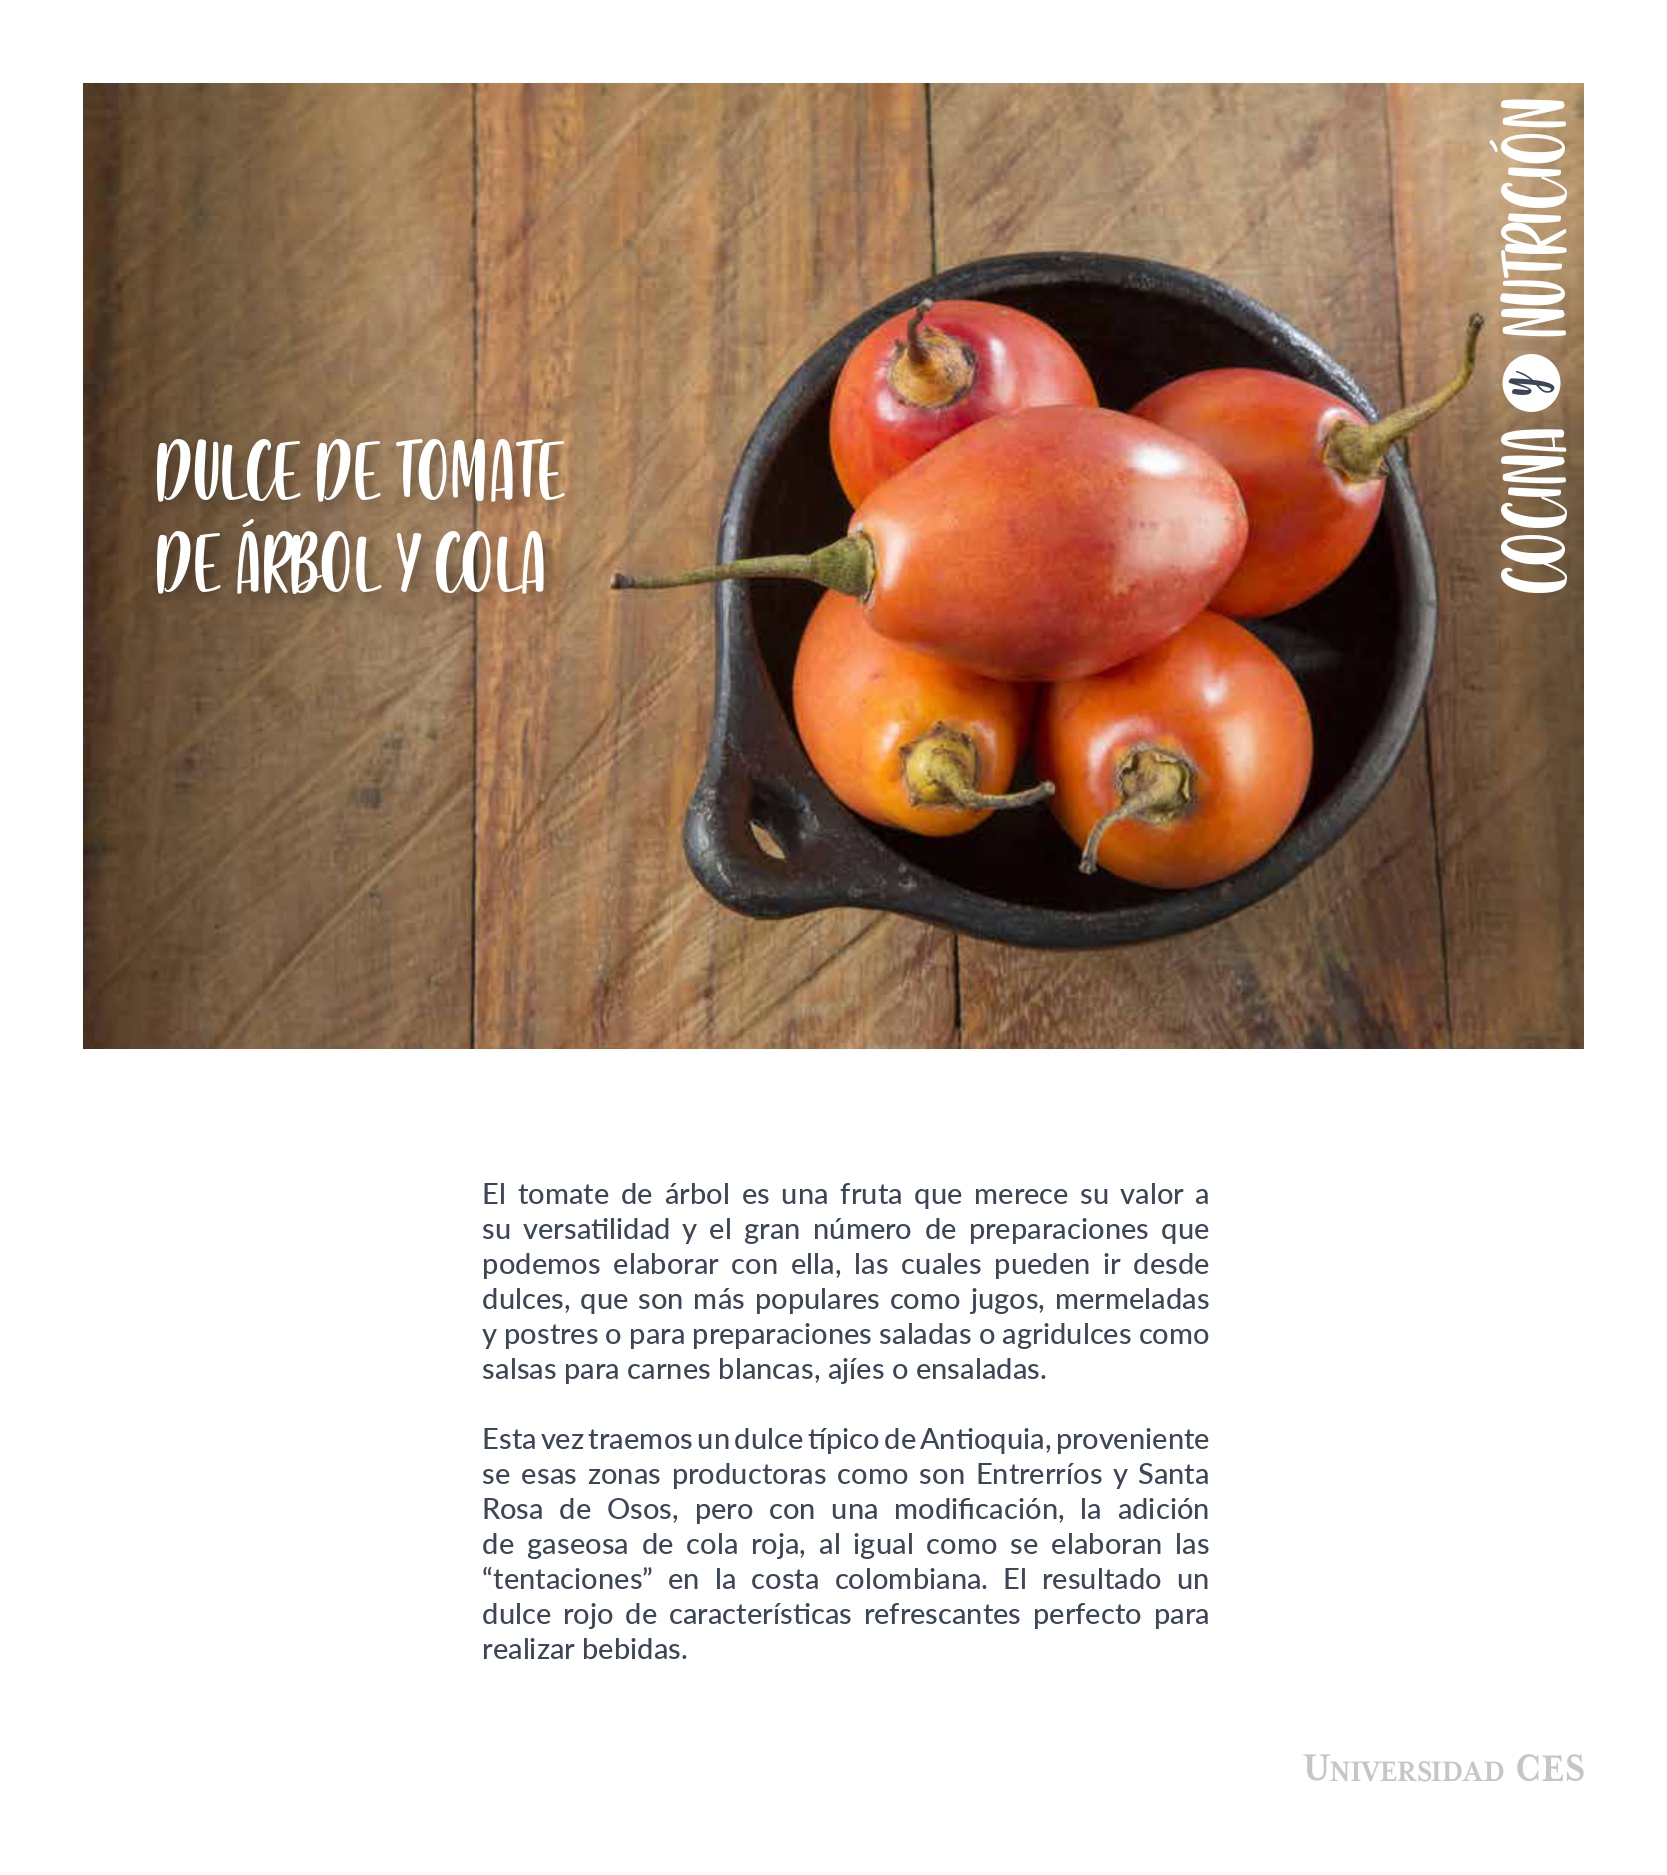 COCINA y NUTRICIÓN
DULCE DE TOMATE
DE ÁRBOL Y COLA
El tomate de árbol es una fruta que merece su valor a
su versatilidad y el gran número de preparaciones que
podemos elaborar con ella, las cuales pueden ir desde
dulces, que son más populares como jugos, mermeladas
y postres o para preparaciones saladas o agridulces como
salsas para carnes blancas, ajíes o ensaladas.
Esta vez traemos un dulce típico de Antioquia, proveniente
se esas zonas productoras como son Entrerríos y Santa
Rosa de Osos, pero con una modificación, la adición
de gaseosa de cola roja, al igual como se elaboran las
“tentaciones” en la costa colombiana. El resultado un
dulce rojo de características refrescantes perfecto para
realizar bebidas.
UNIVERSIDAD CES